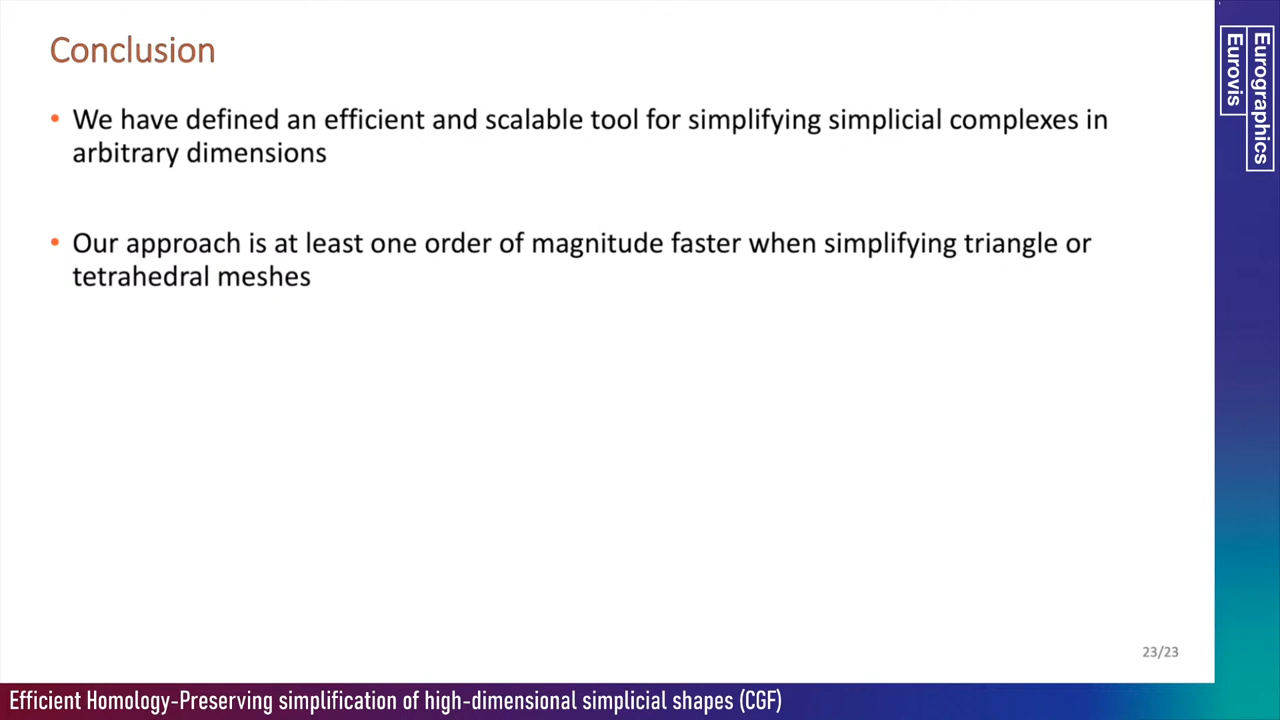 Conclusion
• We have defined an efficient and scalable tool for simplifying simplicial complexes in
arbitrary dimensions
• Our approach is at least one order of magnitude faster when simplifying triangle or
tetrahedral meshes
23/23
Efficient Homology-Preserving simplification of high-dimensional simplicial shapes (CGF)
Eurographics
Eurovis